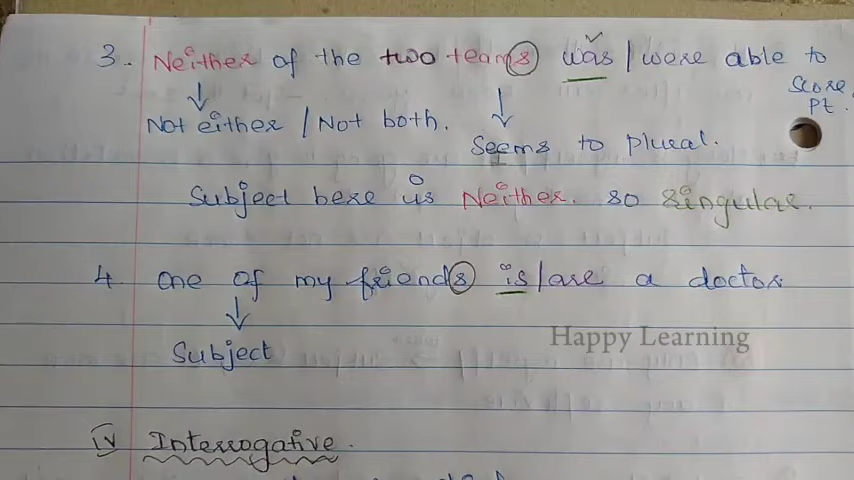 3. Neither of the two teams was / were able to
score
pt.
Not either / Not both.
Seems to plural.
Subject here is Neither. so singular.
4 One of my friends is/are a doctor
Subject
Happy Learning
iv Interrogative.